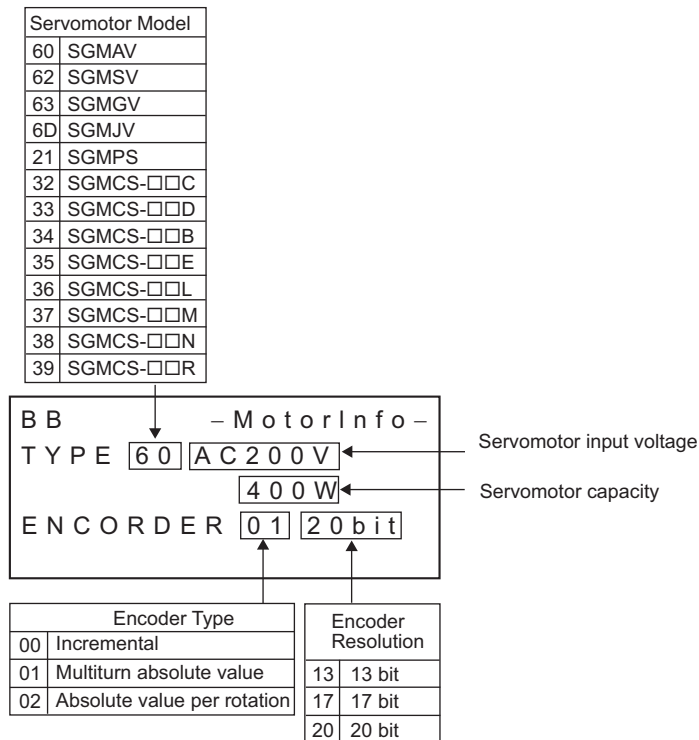 Servomotor Model
60 SGMAV
62 SGMSV
63 SGMGV
6D SGMJV
21 SGMPS
32 SGMCS-□□C
33 SGMCS-□□D
34 SGMCS-□□B
35 SGMCS-□□E
36 SGMCS-□□L
37 SGMCS-□□M
38 SGMCS-□□N
39 SGMCS-□□R
BB –MotorInfo–
TYPE 60 AC200V
Servomotor input voltage
400W
Servomotor capacity
ENCORDER 01 20bit
Encoder Type
00 Incremental
01 Multiturn absolute value
02 Absolute value per rotation
Encoder
Resolution
13 13 bit
17 17 bit
20 20 bit